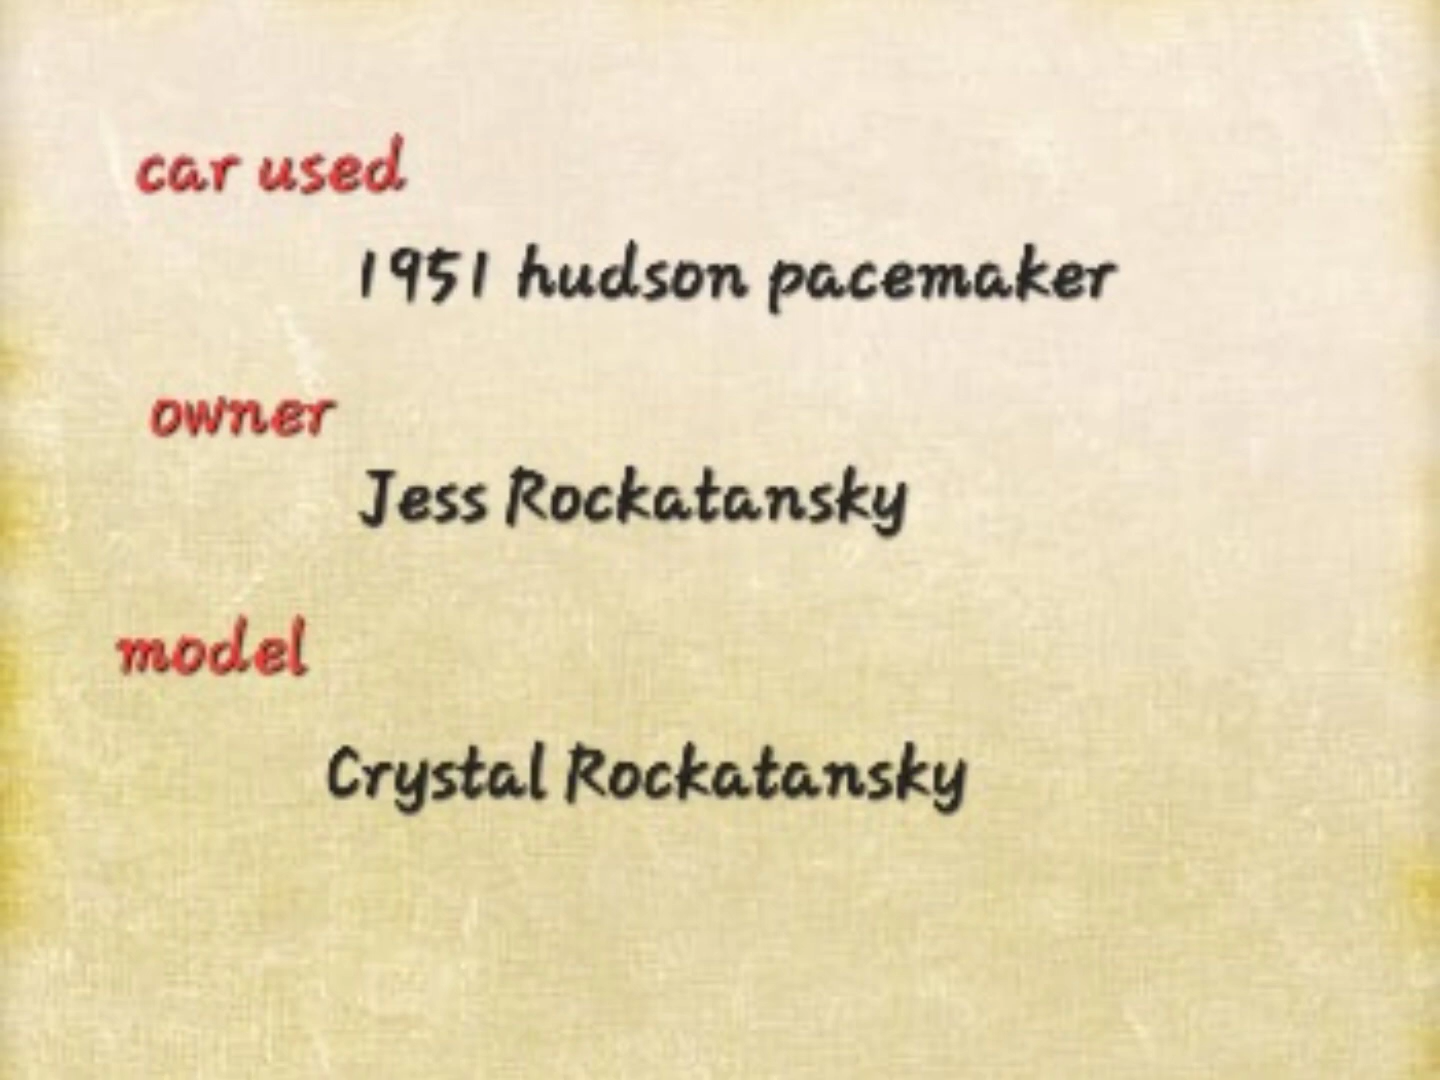 car used
1951 hudson pacemaker
owner
Jess Rockatansky
model
Crystal Rockatansky